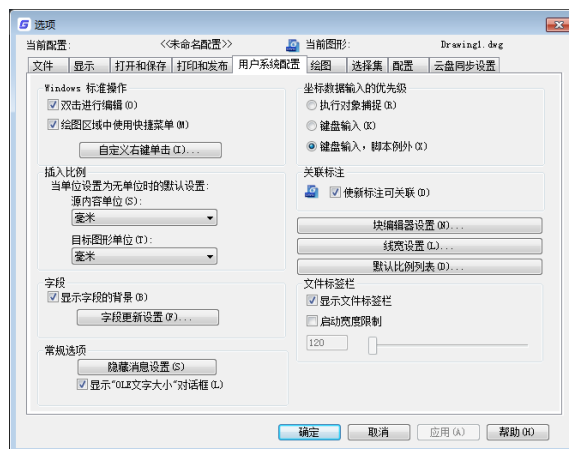 选项
当前配置: <<未命名配置>> 当前图形: Drawing1.dwg
文件 显示 打开和保存 打印和发布 用户系统配置 绘图 选择集 配置 云盘同步设置
Windows 标准操作
双击进行编辑(O)
绘图区域中使用快捷菜单(M)
自定义右键单击(I)...
插入比例
当单位设置为无单位时的默认设置:
源内容单位(S):
毫米
目标图形单位(T):
毫米
字段
显示字段的背景(B)
字段更新设置(F)...
常规选项
隐藏消息设置(S)
显示"OLE文字大小"对话框(L)
坐标数据输入的优先级
执行对象捕捉(R)
键盘输入(K)
键盘输入，脚本例外(X)
关联标注
使新标注可关联(D)
块编辑器设置(N)...
线宽设置(L)...
默认比例列表(D)...
文件标签栏
显示文件标签栏
启动宽度限制
120
确定 取消 应用(A) 帮助(H)